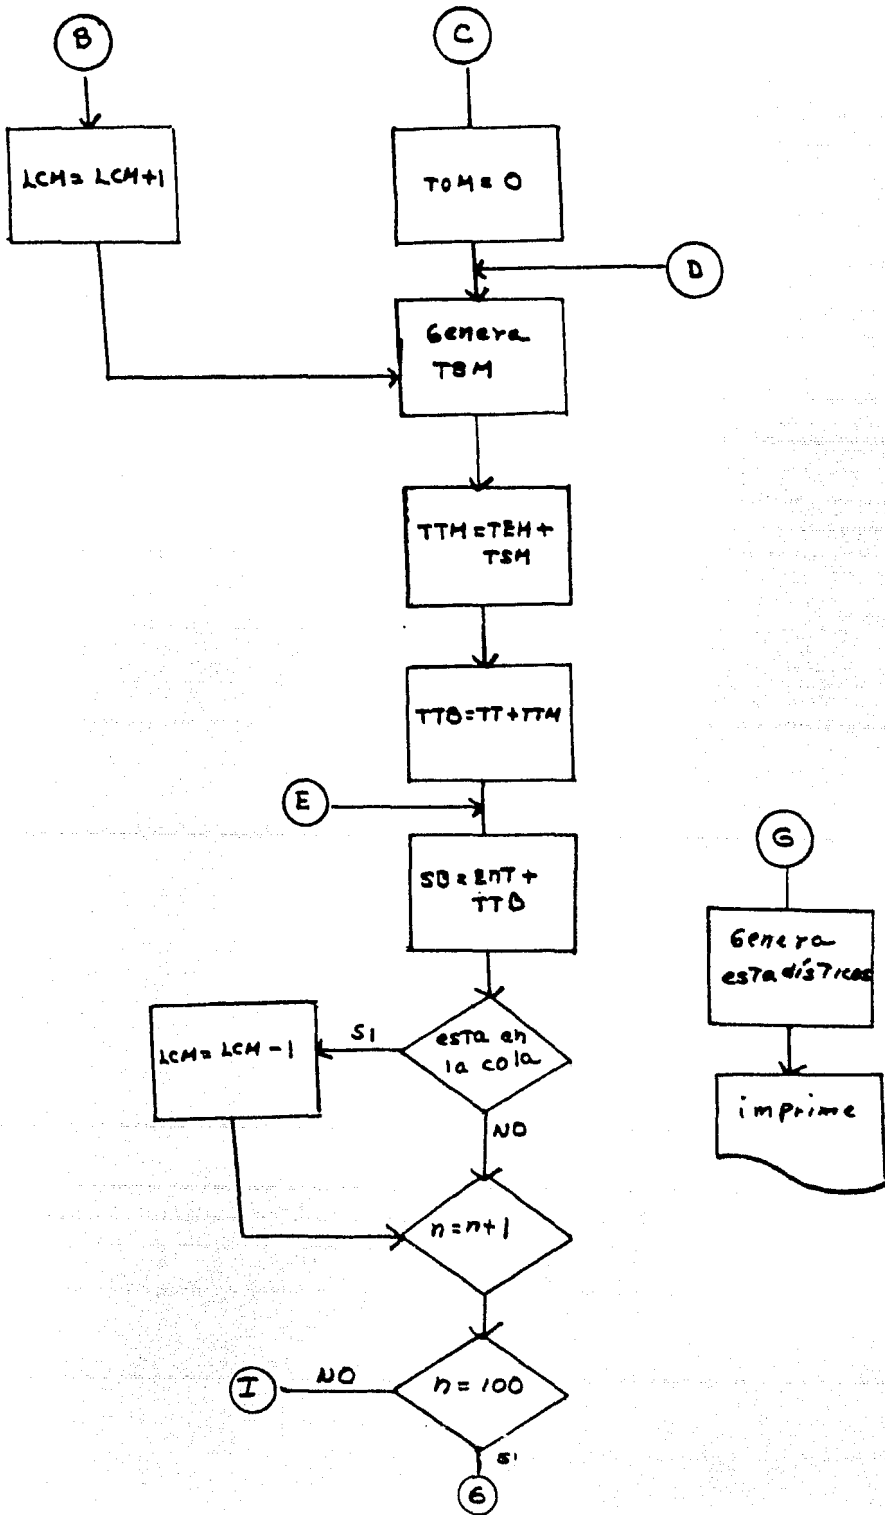 B
C
LCM = LCM+1
TOM = 0
D
Genera
TSM
TTM = TEM +
TSM
TTB = TT + TTM
E
SB = EnT +
TTB
G
Genera
estadísticos
esta en
la cola
SI
LCM = LCM - 1
imprime
NO
n = n+1
n = 100
NO
I
SI
G